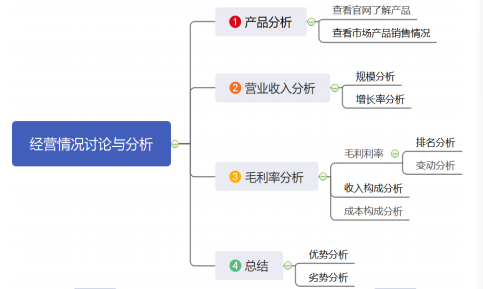 查看官网了解产品
1 产品分析
查看市场产品销售情况
规模分析
2 营业收入分析
增长率分析
经营情况讨论与分析
排名分析
毛利利率
变动分析
3 毛利率分析
收入构成分析
成本构成分析
优势分析
4 总结
劣势分析